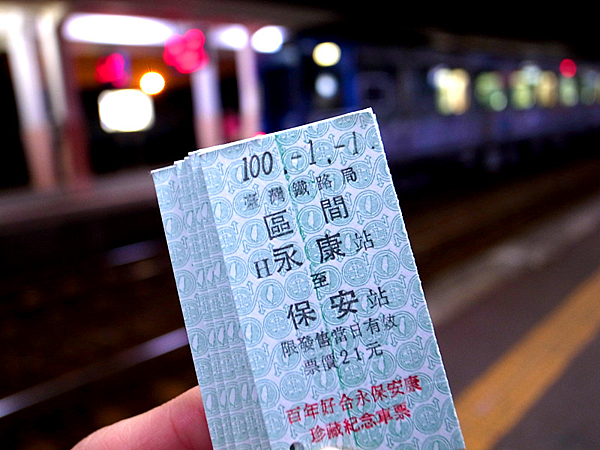 100.-1.-1.
臺灣鐵路局
區間
H永康站
至
保安站
限發售當日有效
票價21元
百年好合永保安康
珍藏紀念車票